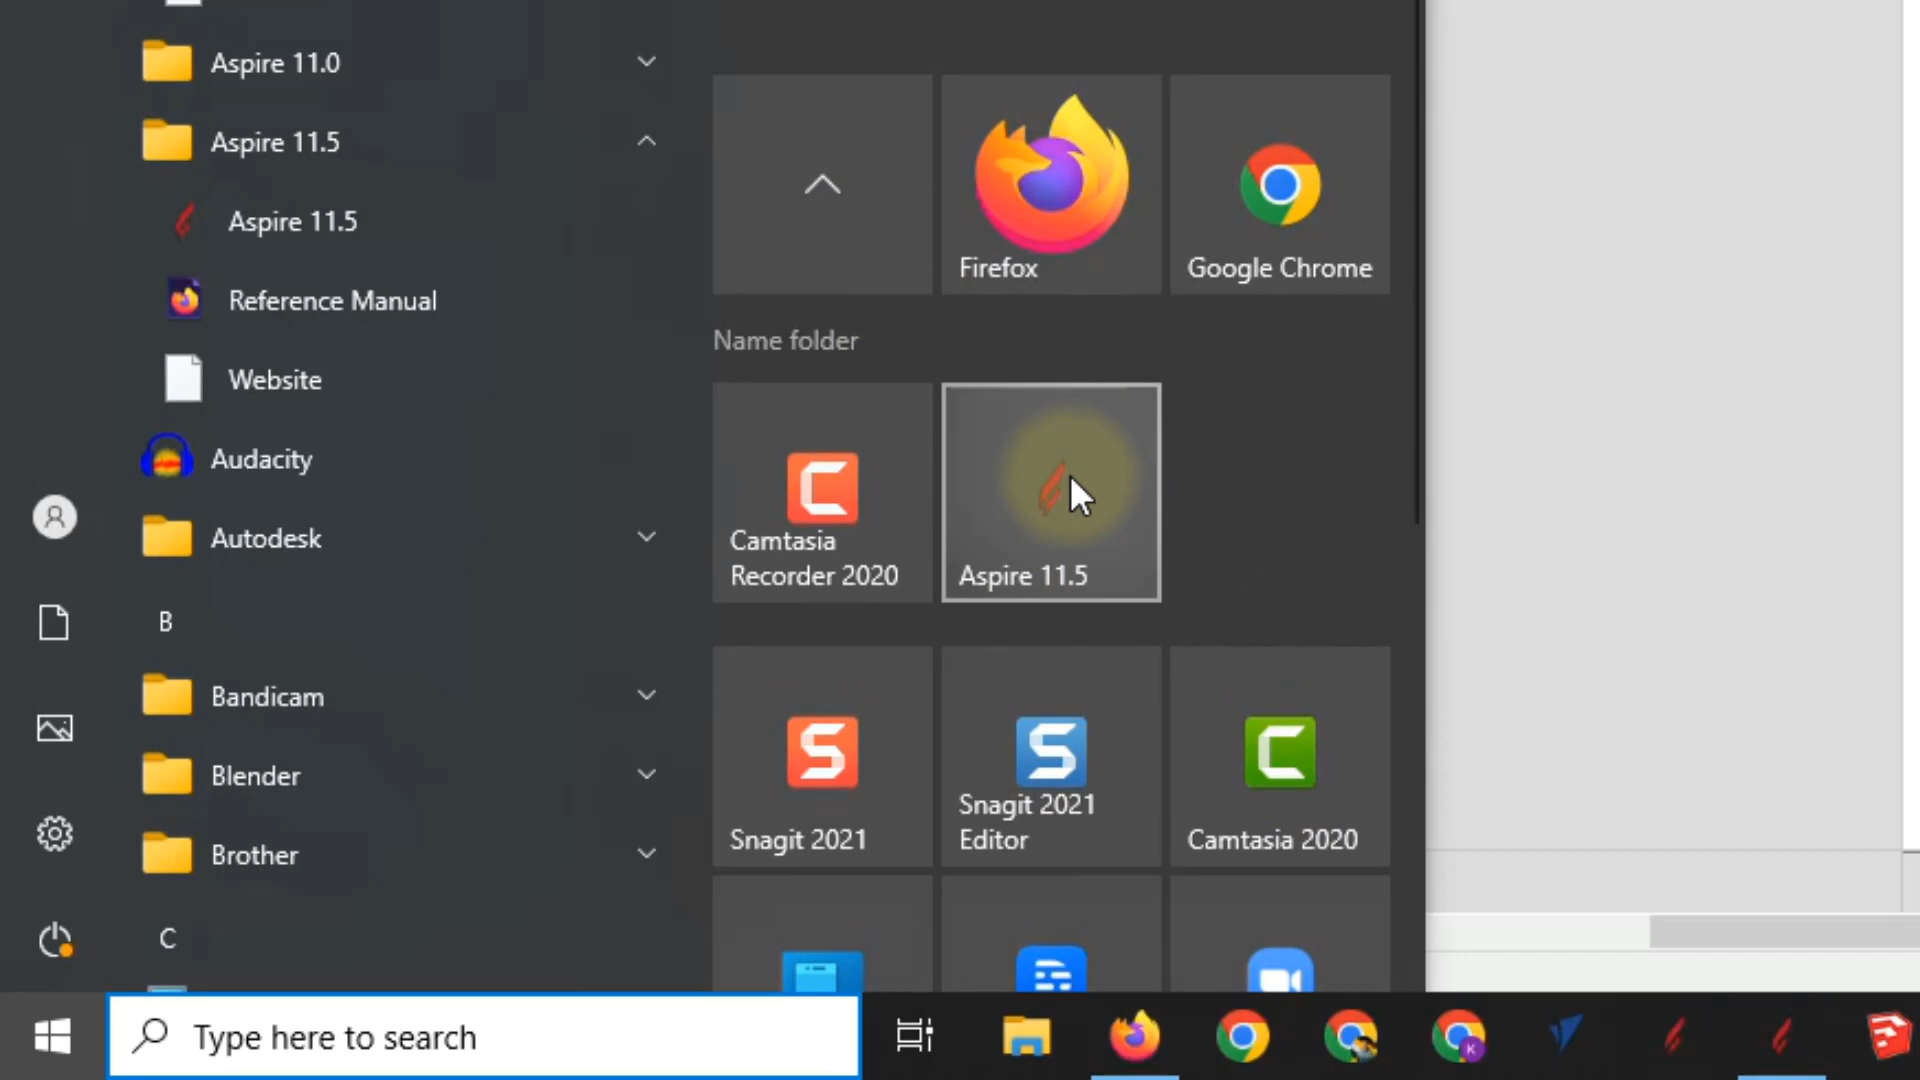 Aspire 11.0
Aspire 11.5
Aspire 11.5
Reference Manual
Website
Audacity
Autodesk
B
Bandicam
Blender
Brother
C
Firefox
Google Chrome
Name folder
Camtasia
Recorder 2020
Aspire 11.5
Snagit 2021
Snagit 2021
Editor
Camtasia 2020
Type here to search
K